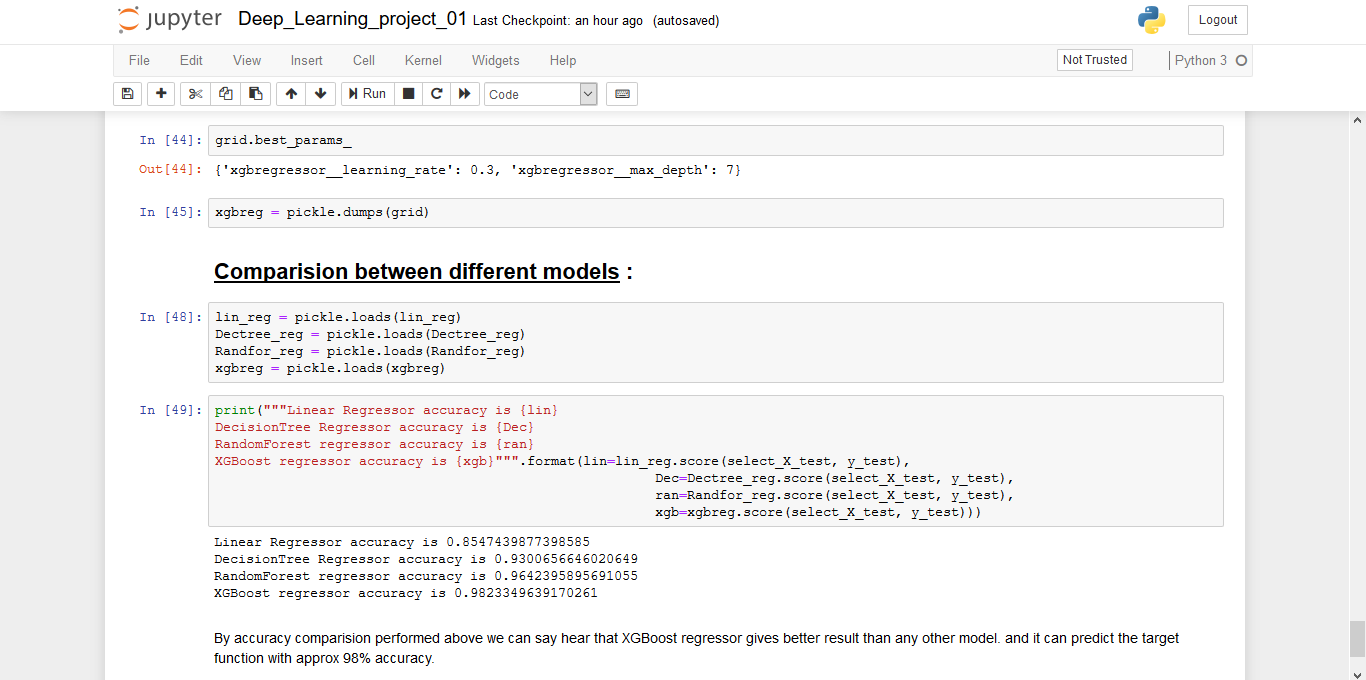 jupyter Deep_Learning_project_01 Last Checkpoint: an hour ago (autosaved) Logout
File Edit View Insert Cell Kernel Widgets Help Not Trusted Python 3
Run Code
In [44]: grid.best_params_
Out[44]: {'xgbregressor__learning_rate': 0.3, 'xgbregressor__max_depth': 7}
In [45]: xgbreg = pickle.dumps(grid)
Comparision between different models :
In [48]: lin_reg = pickle.loads(lin_reg)
Dectree_reg = pickle.loads(Dectree_reg)
Randfor_reg = pickle.loads(Randfor_reg)
xgbreg = pickle.loads(xgbreg)
In [49]: print("""Linear Regressor accuracy is {lin}
DecisionTree Regressor accuracy is {Dec}
RandomForest regressor accuracy is {ran}
XGBoost regressor accuracy is {xgb}""".format(lin=lin_reg.score(select_X_test, y_test),
Dec=Dectree_reg.score(select_X_test, y_test),
ran=Randfor_reg.score(select_X_test, y_test),
xgb=xgbreg.score(select_X_test, y_test)))
Linear Regressor accuracy is 0.8547439877398585
DecisionTree Regressor accuracy is 0.9300656646020649
RandomForest regressor accuracy is 0.9642395895691055
XGBoost regressor accuracy is 0.9823349639170261
By accuracy comparision performed above we can say hear that XGBoost regressor gives better result than any other model. and it can predict the target
function with approx 98% accuracy.